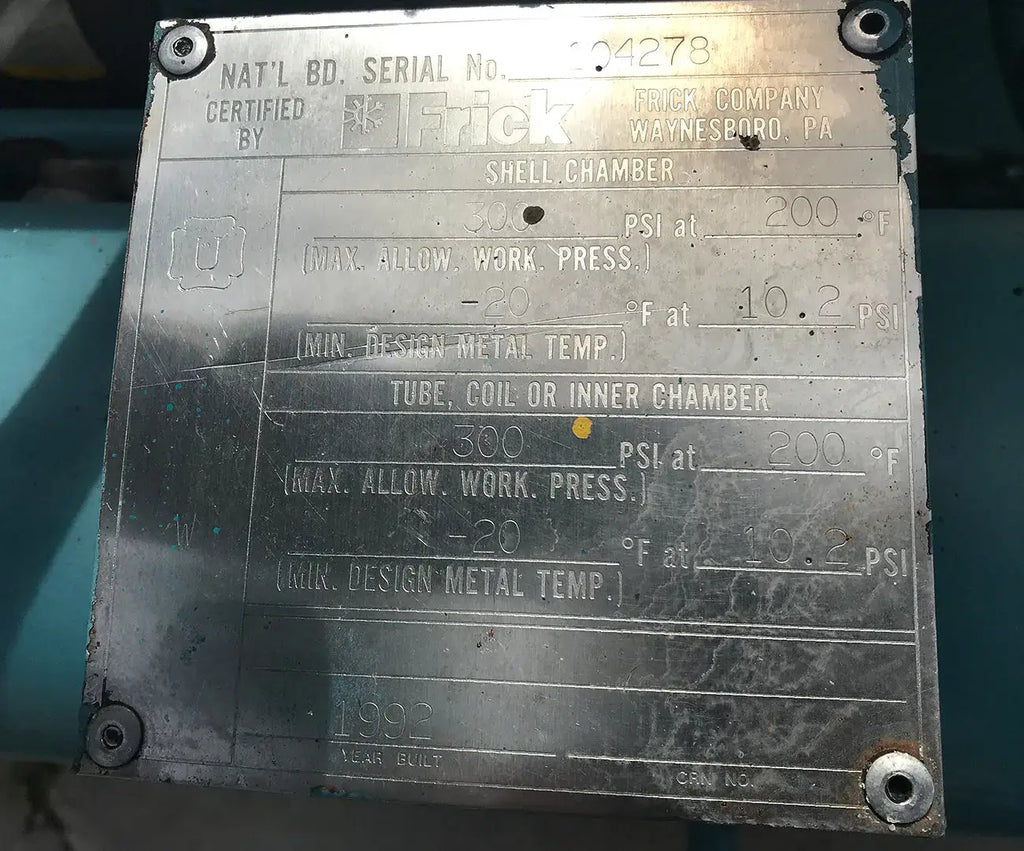 NAT'L BD. SERIAL No. 104278
CERTIFIED BY
Frick
FRICK COMPANY
WAYNESBORO, PA
SHELL CHAMBER
300 PSI at 200 °F
(MAX. ALLOW. WORK. PRESS.)
-20 °F at 10.2 PSI
(MIN. DESIGN METAL TEMP.)
U
TUBE, COIL OR INNER CHAMBER
300 PSI at 200 °F
(MAX. ALLOW. WORK. PRESS.)
-20 °F at 10.2 PSI
(MIN. DESIGN METAL TEMP.)
W
1992
YEAR BUILT
CRN NO.